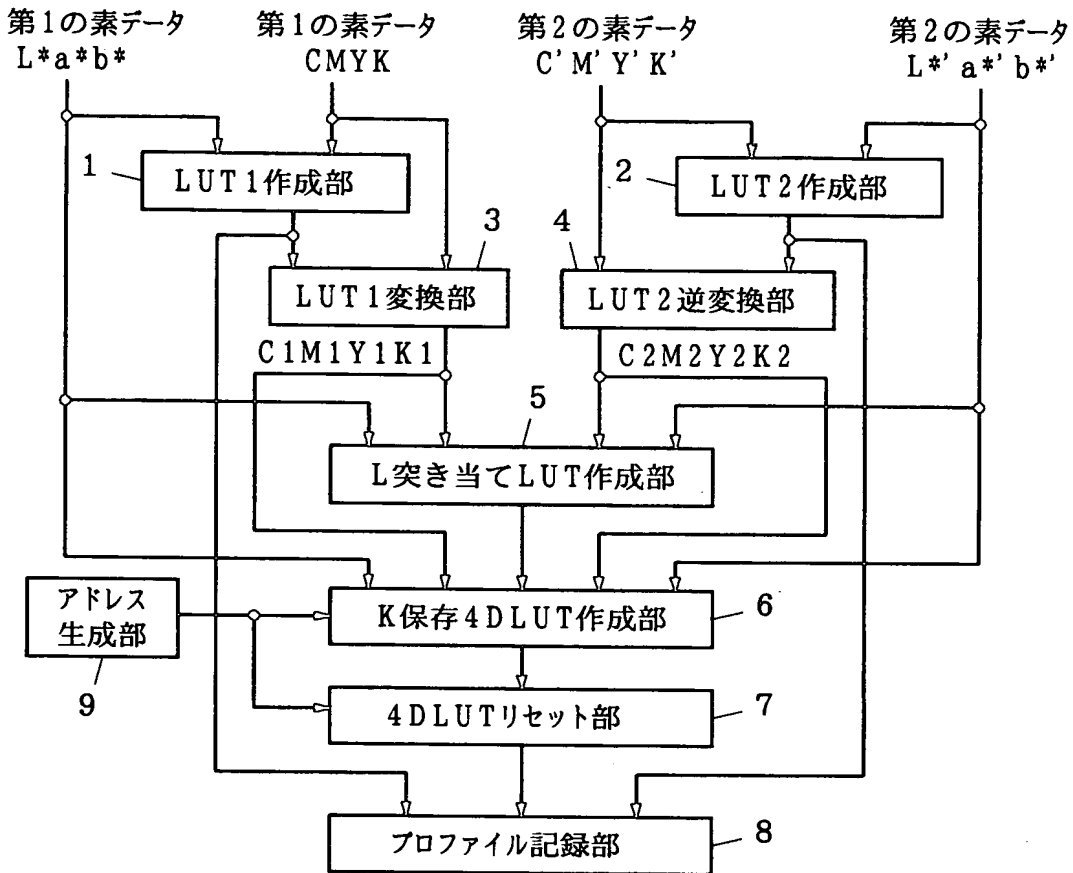 第1の素データ
L*a*b*
第1の素データ
CMYK
第2の素データ
C'M'Y'K'
第2の素データ
L*'a*'b*'
1
LUT1作成部
2
LUT2作成部
3
LUT1変換部
4
LUT2逆変換部
C1M1Y1K1
C2M2Y2K2
5
L突き当てLUT作成部
アドレス
生成部
9
K保存4DLUT作成部
6
4DLUTリセット部
7
プロファイル記録部
8